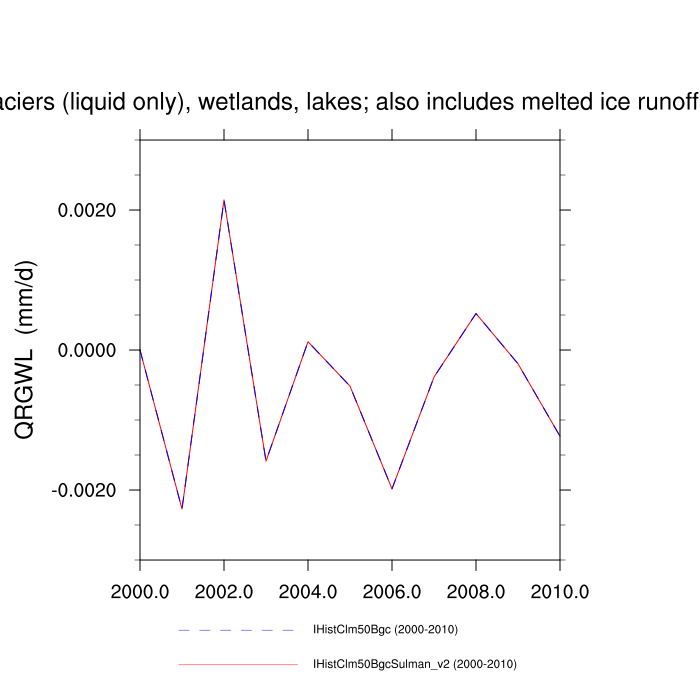 (liquid only), wetlands, lakes; also includes melted ice runoff
0.0020
0.0000
-0.0020
QRGWL (mm/d)
2000.0 2002.0 2004.0 2006.0 2008.0 2010.0
IHistClm50Bgc (2000-2010)
IHistClm50BgcSulman_v2 (2000-2010)